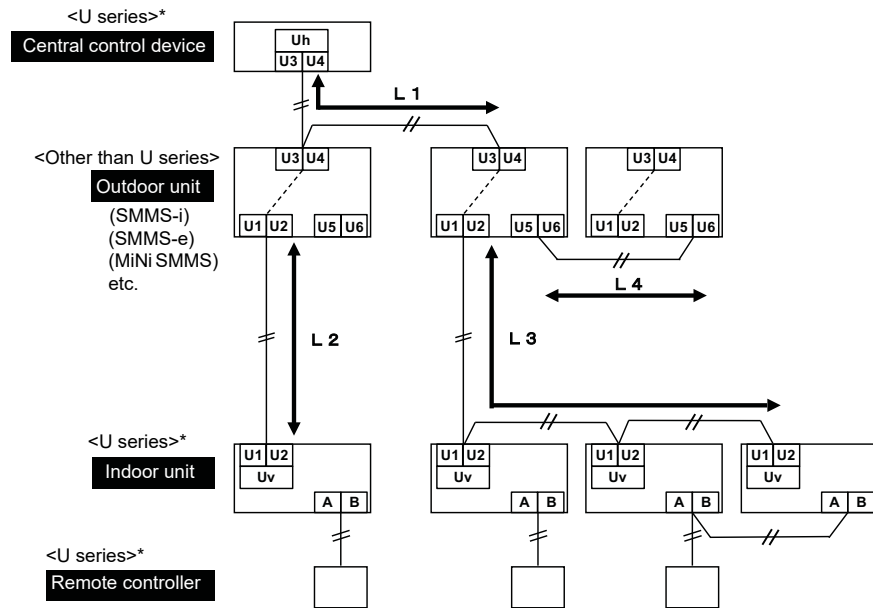 <U series>*
Central control device
Uh
U3 U4
L 1
<Other than U series>
Outdoor unit
(SMMS-i)
(SMMS-e)
(MiNi SMMS)
etc.
U3 U4
U3 U4
U3 U4
U1 U2
U5 U6
U1 U2
U5 U6
U1 U2
U5 U6
L 4
L 2
L 3
<U series>*
Indoor unit
U1 U2
U1 U2
U1 U2
U1 U2
Uv
Uv
Uv
Uv
A B
A B
A B
A B
<U series>*
Remote controller